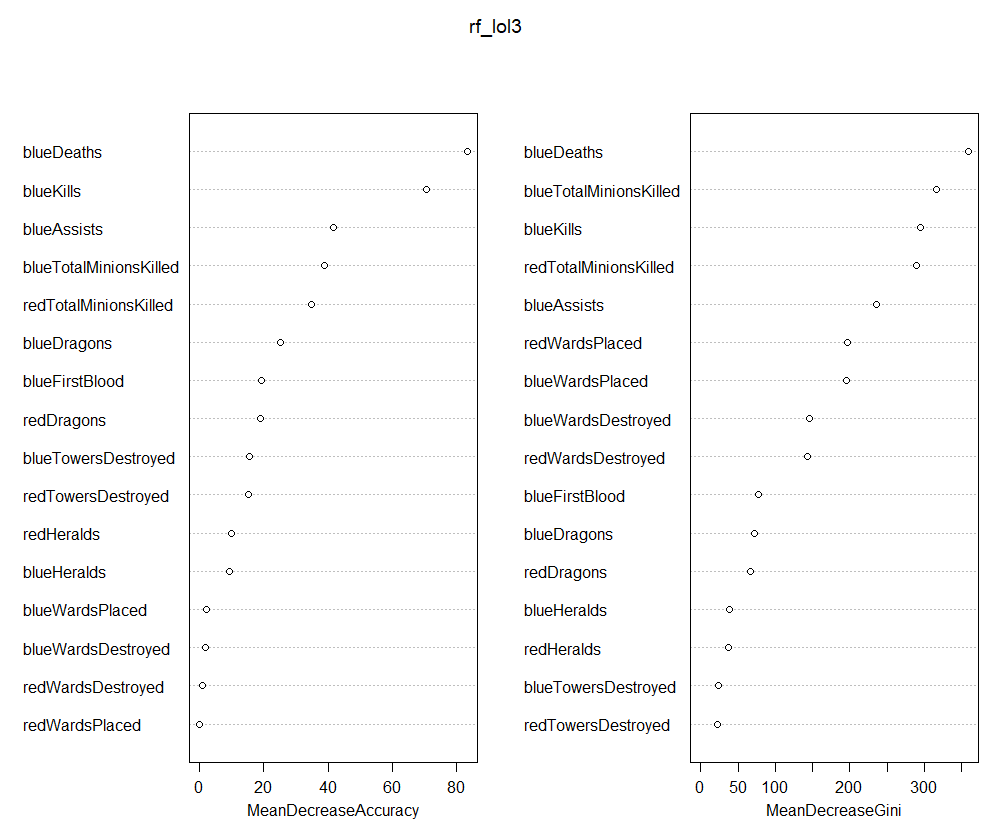 rf_lol3
blueDeaths
blueKills
blueAssists
blueTotalMinionsKilled
redTotalMinionsKilled
blueDragons
blueFirstBlood
redDragons
blueTowersDestroyed
redTowersDestroyed
redHeralds
blueHeralds
blueWardsPlaced
blueWardsDestroyed
redWardsDestroyed
redWardsPlaced
0 20 40 60 80
MeanDecreaseAccuracy
blueDeaths
blueTotalMinionsKilled
blueKills
redTotalMinionsKilled
blueAssists
redWardsPlaced
blueWardsPlaced
blueWardsDestroyed
redWardsDestroyed
blueFirstBlood
blueDragons
redDragons
blueHeralds
redHeralds
blueTowersDestroyed
redTowersDestroyed
0 50 100 200 300
MeanDecreaseGini